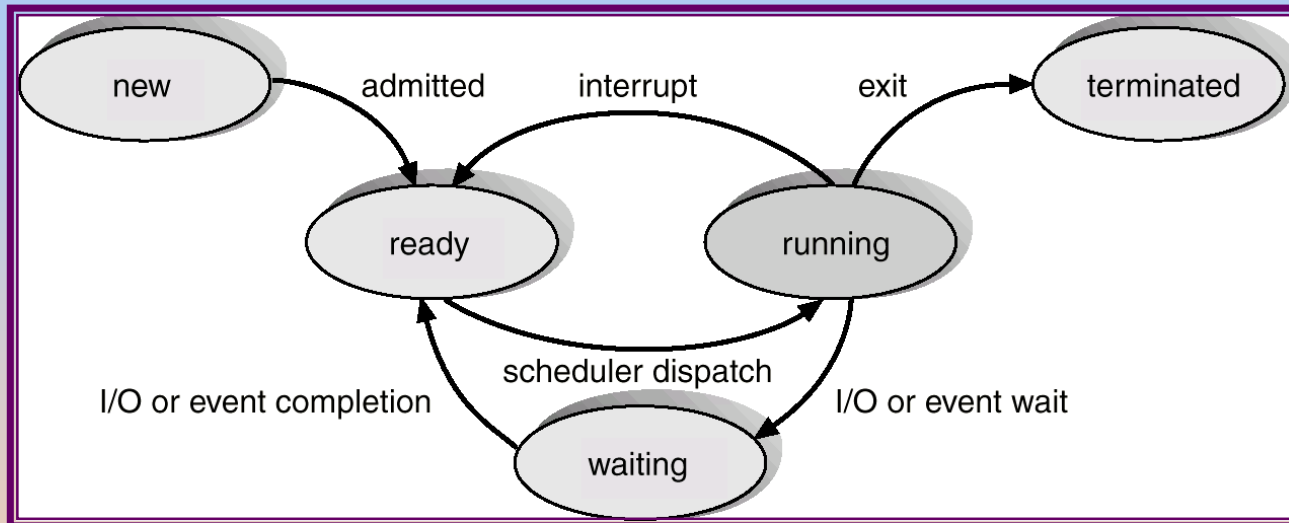 new
admitted
interrupt
exit
terminated
ready
running
scheduler dispatch
I/O or event completion
I/O or event wait
waiting